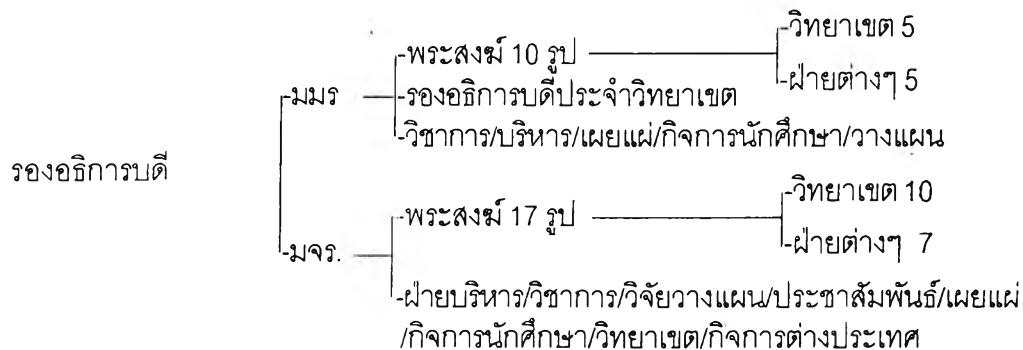 -วิทยาเขต 5
-พระสงฆ์ 10 รูป
-ฝ่ายต่างๆ 5
-มมร
-รองอธิการบดีประจำวิทยาเขต
-วิชาการ/บริหาร/เผยแผ่/กิจการนักศึกษา/วางแผน
รองอธิการบดี
-วิทยาเขต 10
-พระสงฆ์ 17 รูป
-ฝ่ายต่างๆ 7
-มจร.
-ฝ่ายบริหาร/วิชาการ/วิจัยวางแผน/ประชาสัมพันธ์/เผยแผ่
/กิจการนักศึกษา/วิทยาเขต/กิจการต่างประเทศ